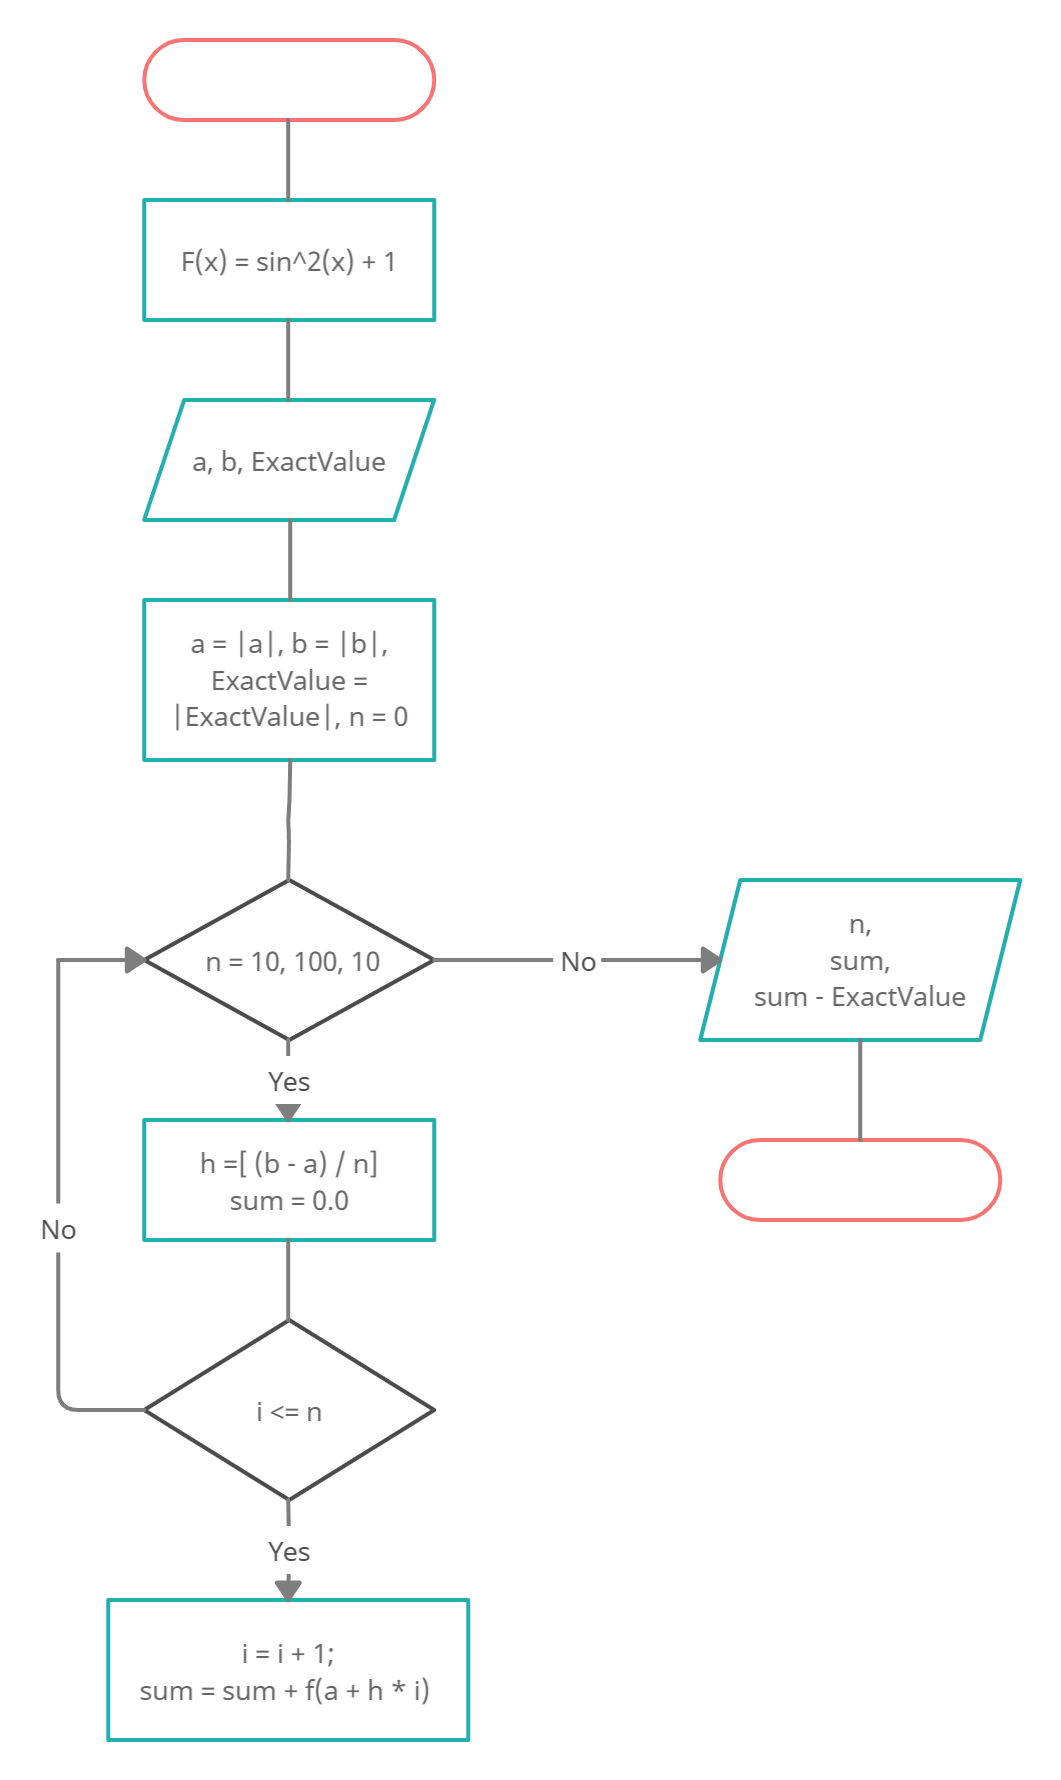 F(x) = sin^2(x) + 1
a, b, ExactValue
a = |a|, b = |b|,
ExactValue =
|ExactValue|, n = 0
n = 10, 100, 10
No
n,
sum,
sum - ExactValue
Yes
h =[ (b - a) / n]
sum = 0.0
No
i <= n
Yes
i = i + 1;
sum = sum + f(a + h * i)